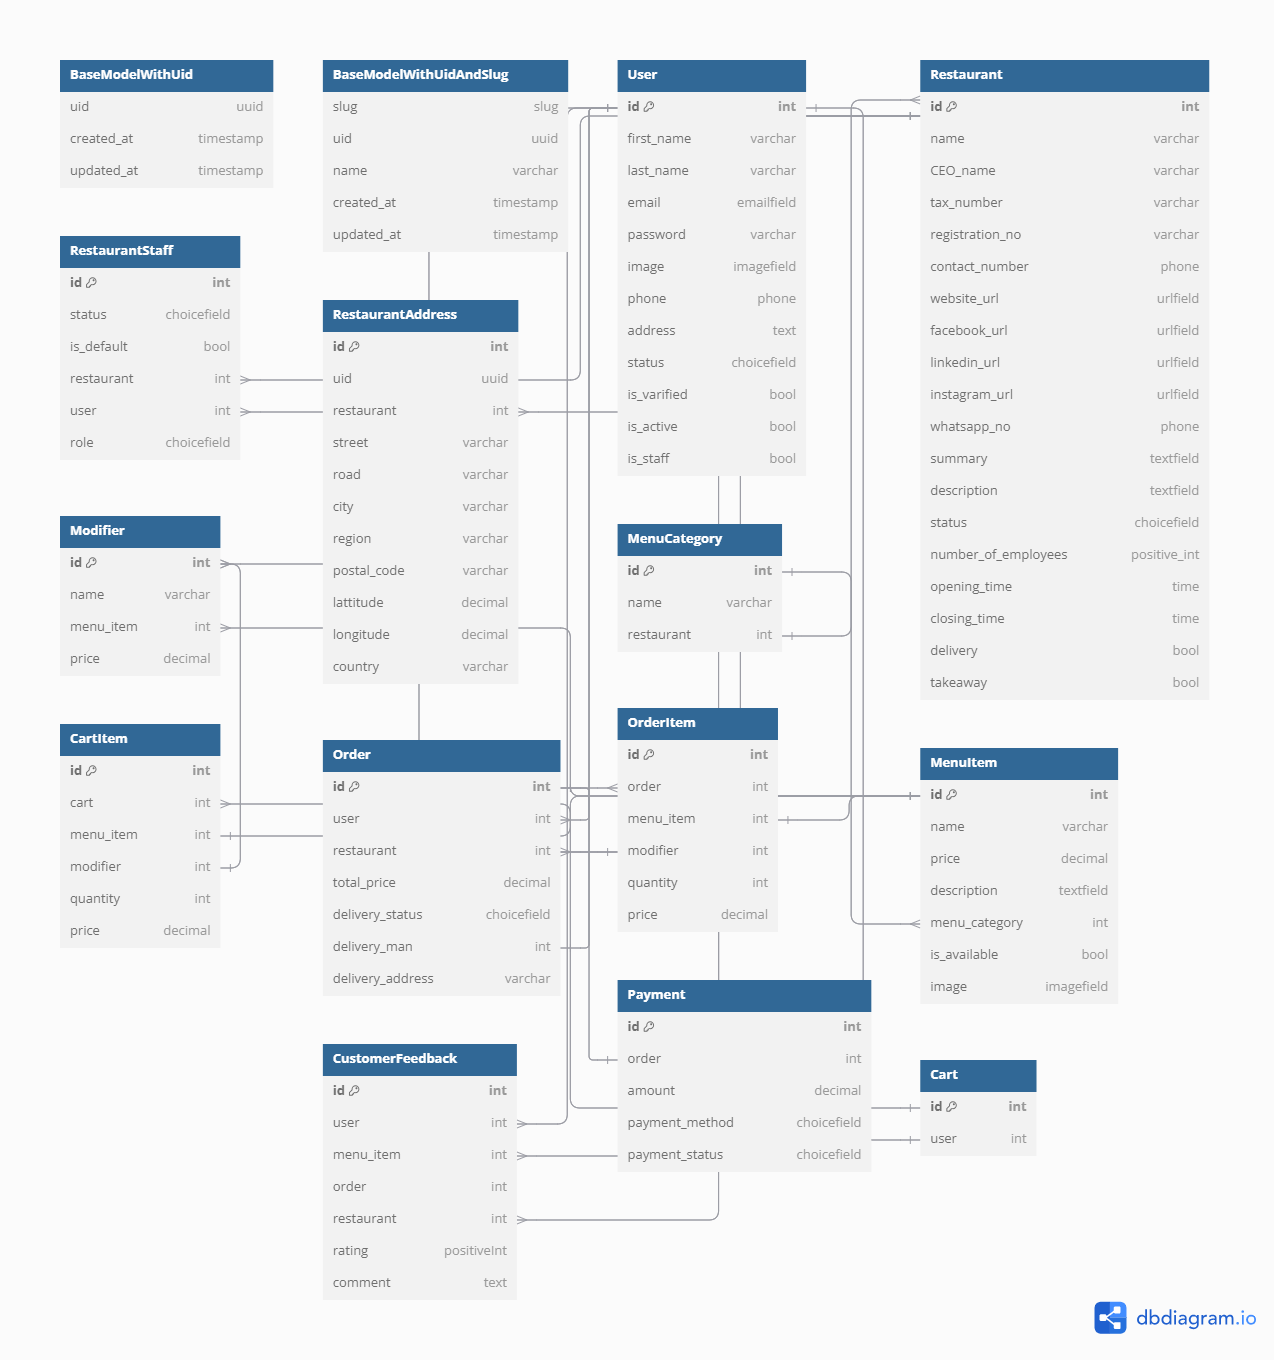 BaseModelWithUid
uid uuid
created_at timestamp
updated_at timestamp
BaseModelWithUidAndSlug
slug slug
uid uuid
name varchar
created_at timestamp
updated_at timestamp
User
id int
first_name varchar
last_name varchar
email emailfield
password varchar
image imagefield
phone phone
address text
status choicefield
is_varified bool
is_active bool
is_staff bool
Restaurant
id int
name varchar
CEO_name varchar
tax_number varchar
registration_no varchar
contact_number phone
website_url urlfield
facebook_url urlfield
linkedin_url urlfield
instagram_url urlfield
whatsapp_no phone
summary textfield
description textfield
status choicefield
number_of_employees positive_int
opening_time time
closing_time time
delivery bool
takeaway bool
RestaurantStaff
id int
status choicefield
is_default bool
restaurant int
user int
role choicefield
RestaurantAddress
id int
uid uuid
restaurant int
street varchar
road varchar
city varchar
region varchar
postal_code varchar
lattitude decimal
longitude decimal
country varchar
Modifier
id int
name varchar
menu_item int
price decimal
MenuCategory
id int
name varchar
restaurant int
CartItem
id int
cart int
menu_item int
modifier int
quantity int
price decimal
Order
id int
user int
restaurant int
total_price decimal
delivery_status choicefield
delivery_man int
delivery_address varchar
OrderItem
id int
order int
menu_item int
modifier int
quantity int
price decimal
MenuItem
id int
name varchar
price decimal
description textfield
menu_category int
is_available bool
image imagefield
Payment
id int
order int
amount decimal
payment_method choicefield
payment_status choicefield
CustomerFeedback
id int
user int
menu_item int
order int
restaurant int
rating positiveInt
comment text
Cart
id int
user int
dbdiagram.io